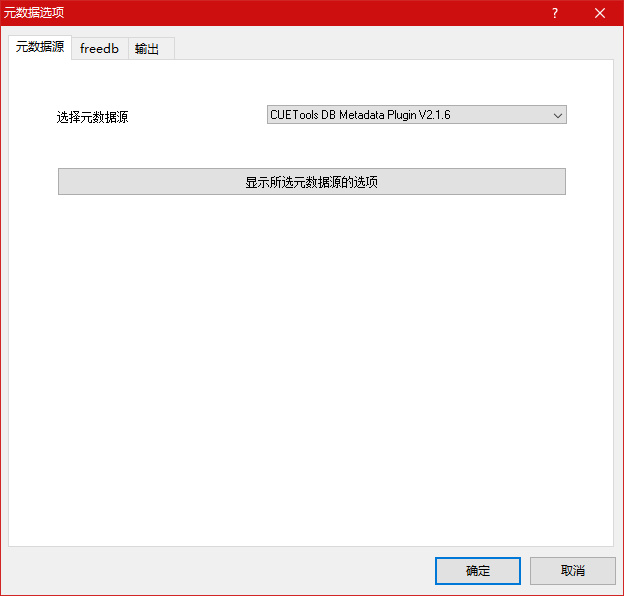 元数据选项
元数据源 freedb 输出
选择元数据源 CUETools DB Metadata Plugin V2.1.6
显示所选元数据源的选项
确定 取消